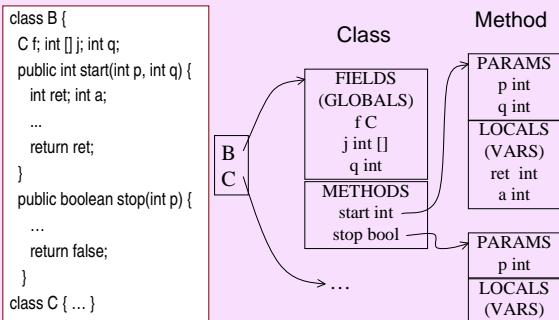 class B {
C f; int [] j; int q;
public int start(int p, int q) {
int ret; int a;
...
return ret;
}
public boolean stop(int p) {
…
return false;
}
class C { … }
B
C
Class
FIELDS
(GLOBALS)
f C
j int []
q int
METHODS
start int
stop bool
…
Method
PARAMS
p int
q int
LOCALS
(VARS)
ret int
a int
PARAMS
p int
LOCALS
(VARS)